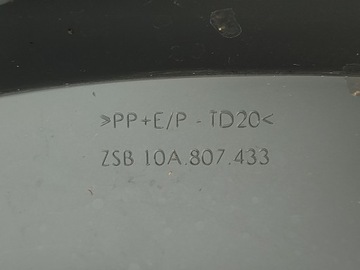 >PP+E/P - TD20<
ZSB 10A.807.433